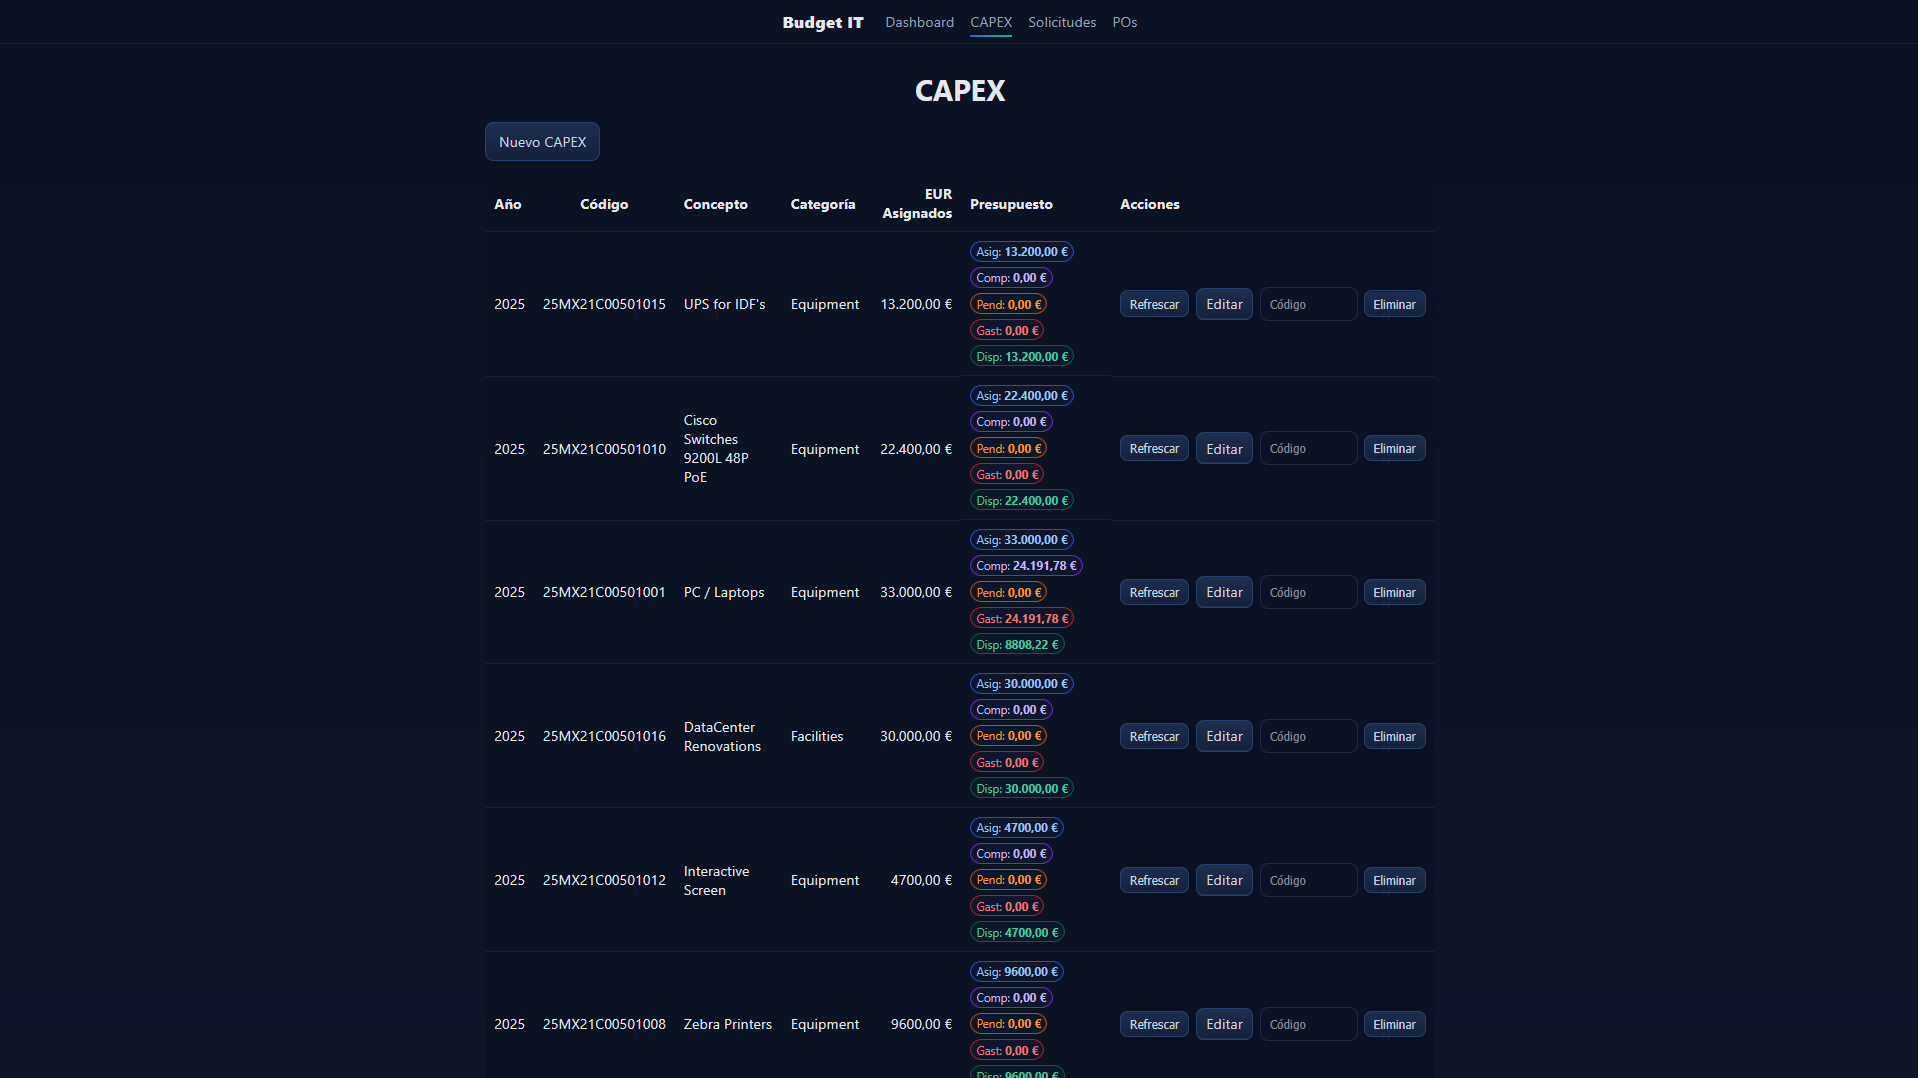 Budget IT Dashboard CAPEX Solicitudes POs
CAPEX
Nuevo CAPEX
Año Código Concepto Categoría EUR Asignados Presupuesto Acciones
2025 25MX21C00501015 UPS for IDF's Equipment 13.200,00 €
Asig: 13.200,00 €
Comp: 0,00 €
Pend: 0,00 €
Gast: 0,00 €
Disp: 13.200,00 €
Refrescar Editar Código Eliminar
2025 25MX21C00501010
Cisco
Switches
9200L 48P
PoE
Equipment 22.400,00 €
Asig: 22.400,00 €
Comp: 0,00 €
Pend: 0,00 €
Gast: 0,00 €
Disp: 22.400,00 €
Refrescar Editar Código Eliminar
2025 25MX21C00501001 PC / Laptops Equipment 33.000,00 €
Asig: 33.000,00 €
Comp: 24.191,78 €
Pend: 0,00 €
Gast: 24.191,78 €
Disp: 8808,22 €
Refrescar Editar Código Eliminar
2025 25MX21C00501016
DataCenter
Renovations
Facilities 30.000,00 €
Asig: 30.000,00 €
Comp: 0,00 €
Pend: 0,00 €
Gast: 0,00 €
Disp: 30.000,00 €
Refrescar Editar Código Eliminar
2025 25MX21C00501012
Interactive
Screen
Equipment 4700,00 €
Asig: 4700,00 €
Comp: 0,00 €
Pend: 0,00 €
Gast: 0,00 €
Disp: 4700,00 €
Refrescar Editar Código Eliminar
2025 25MX21C00501008 Zebra Printers Equipment 9600,00 €
Asig: 9600,00 €
Comp: 0,00 €
Pend: 0,00 €
Gast: 0,00 €
Disp: 9600,00 €
Refrescar Editar Código Eliminar